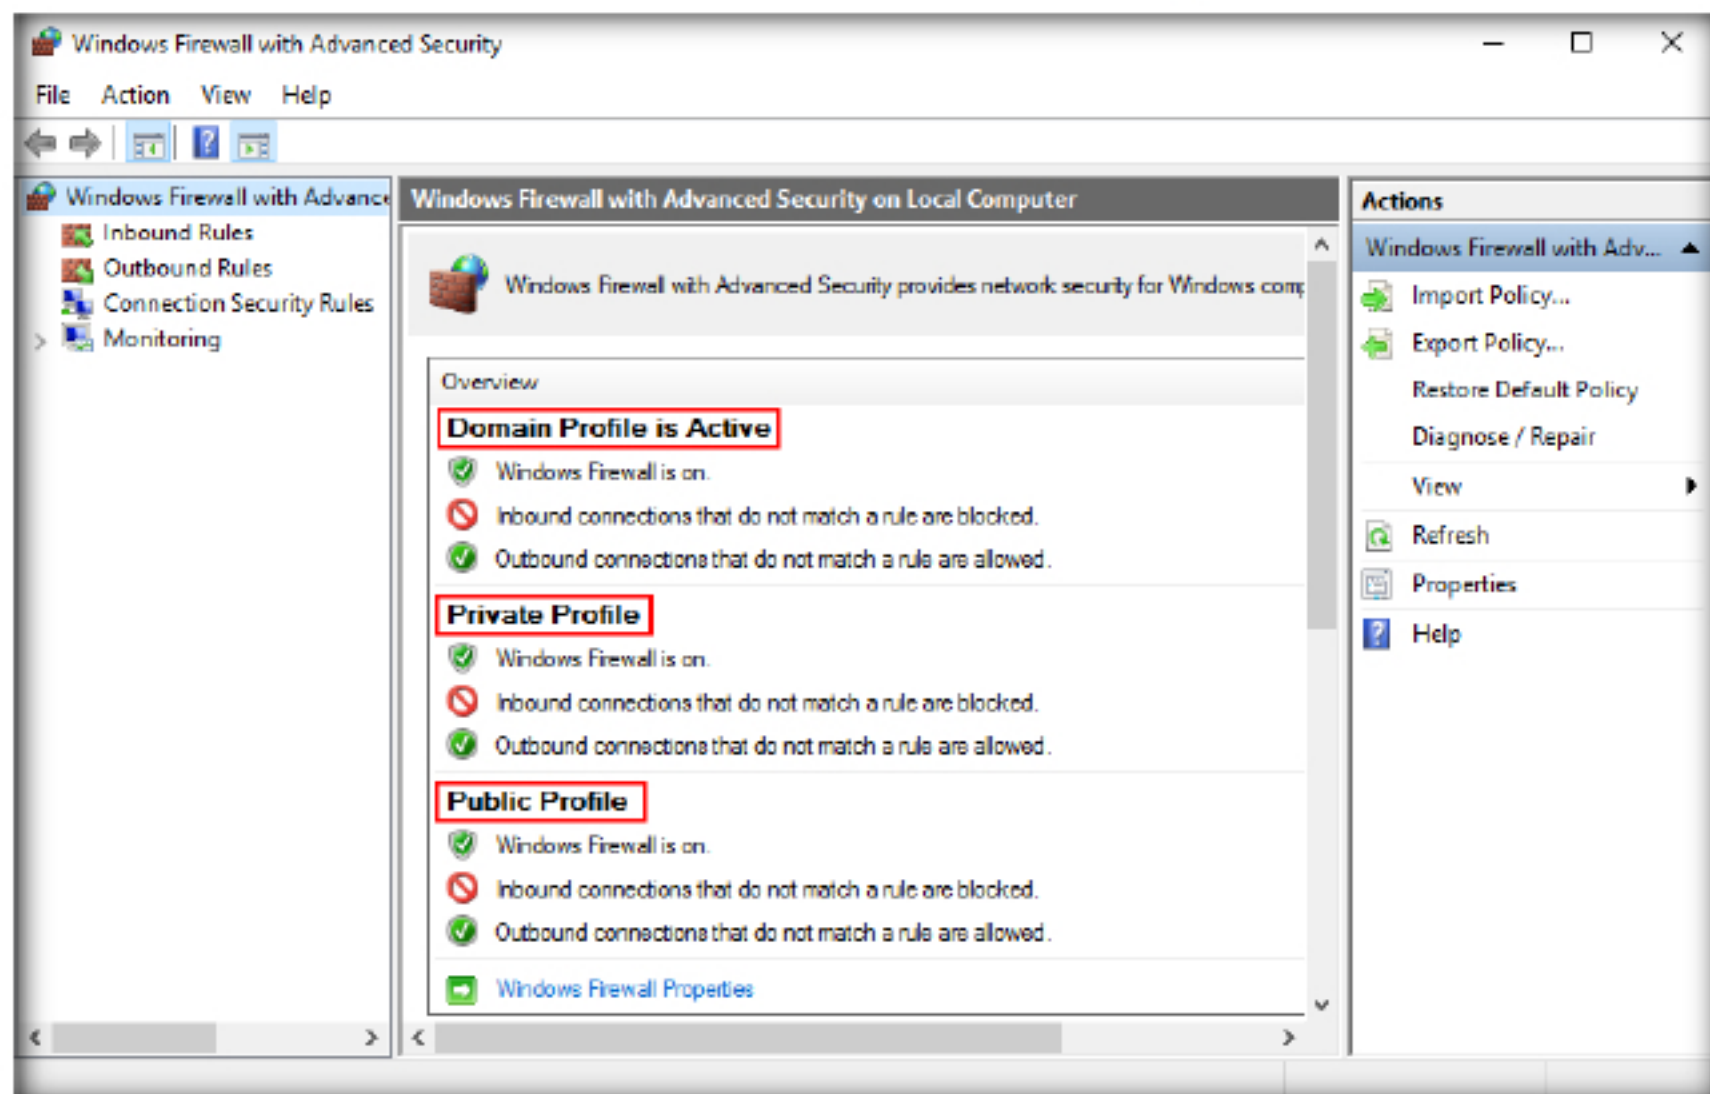 Windows Firewall with Advanced Security
File Action View Help
Windows Firewall with Advance
Inbound Rules
Outbound Rules
Connection Security Rules
Monitoring
Windows Firewall with Advanced Security on Local Computer
Windows Firewall with Advanced Security provides network security for Windows comp
Overview
Domain Profile is Active
Windows Firewall is on.
Inbound connections that do not match a rule are blocked.
Outbound connections that do not match a rule are allowed.
Private Profile
Windows Firewall is on.
Inbound connections that do not match a rule are blocked.
Outbound connections that do not match a rule are allowed.
Public Profile
Windows Firewall is on.
Inbound connections that do not match a rule are blocked.
Outbound connections that do not match a rule are allowed.
Windows Firewall Properties
Actions
Windows Firewall with Adv...
Import Policy...
Export Policy...
Restore Default Policy
Diagnose / Repair
View
Refresh
Properties
Help